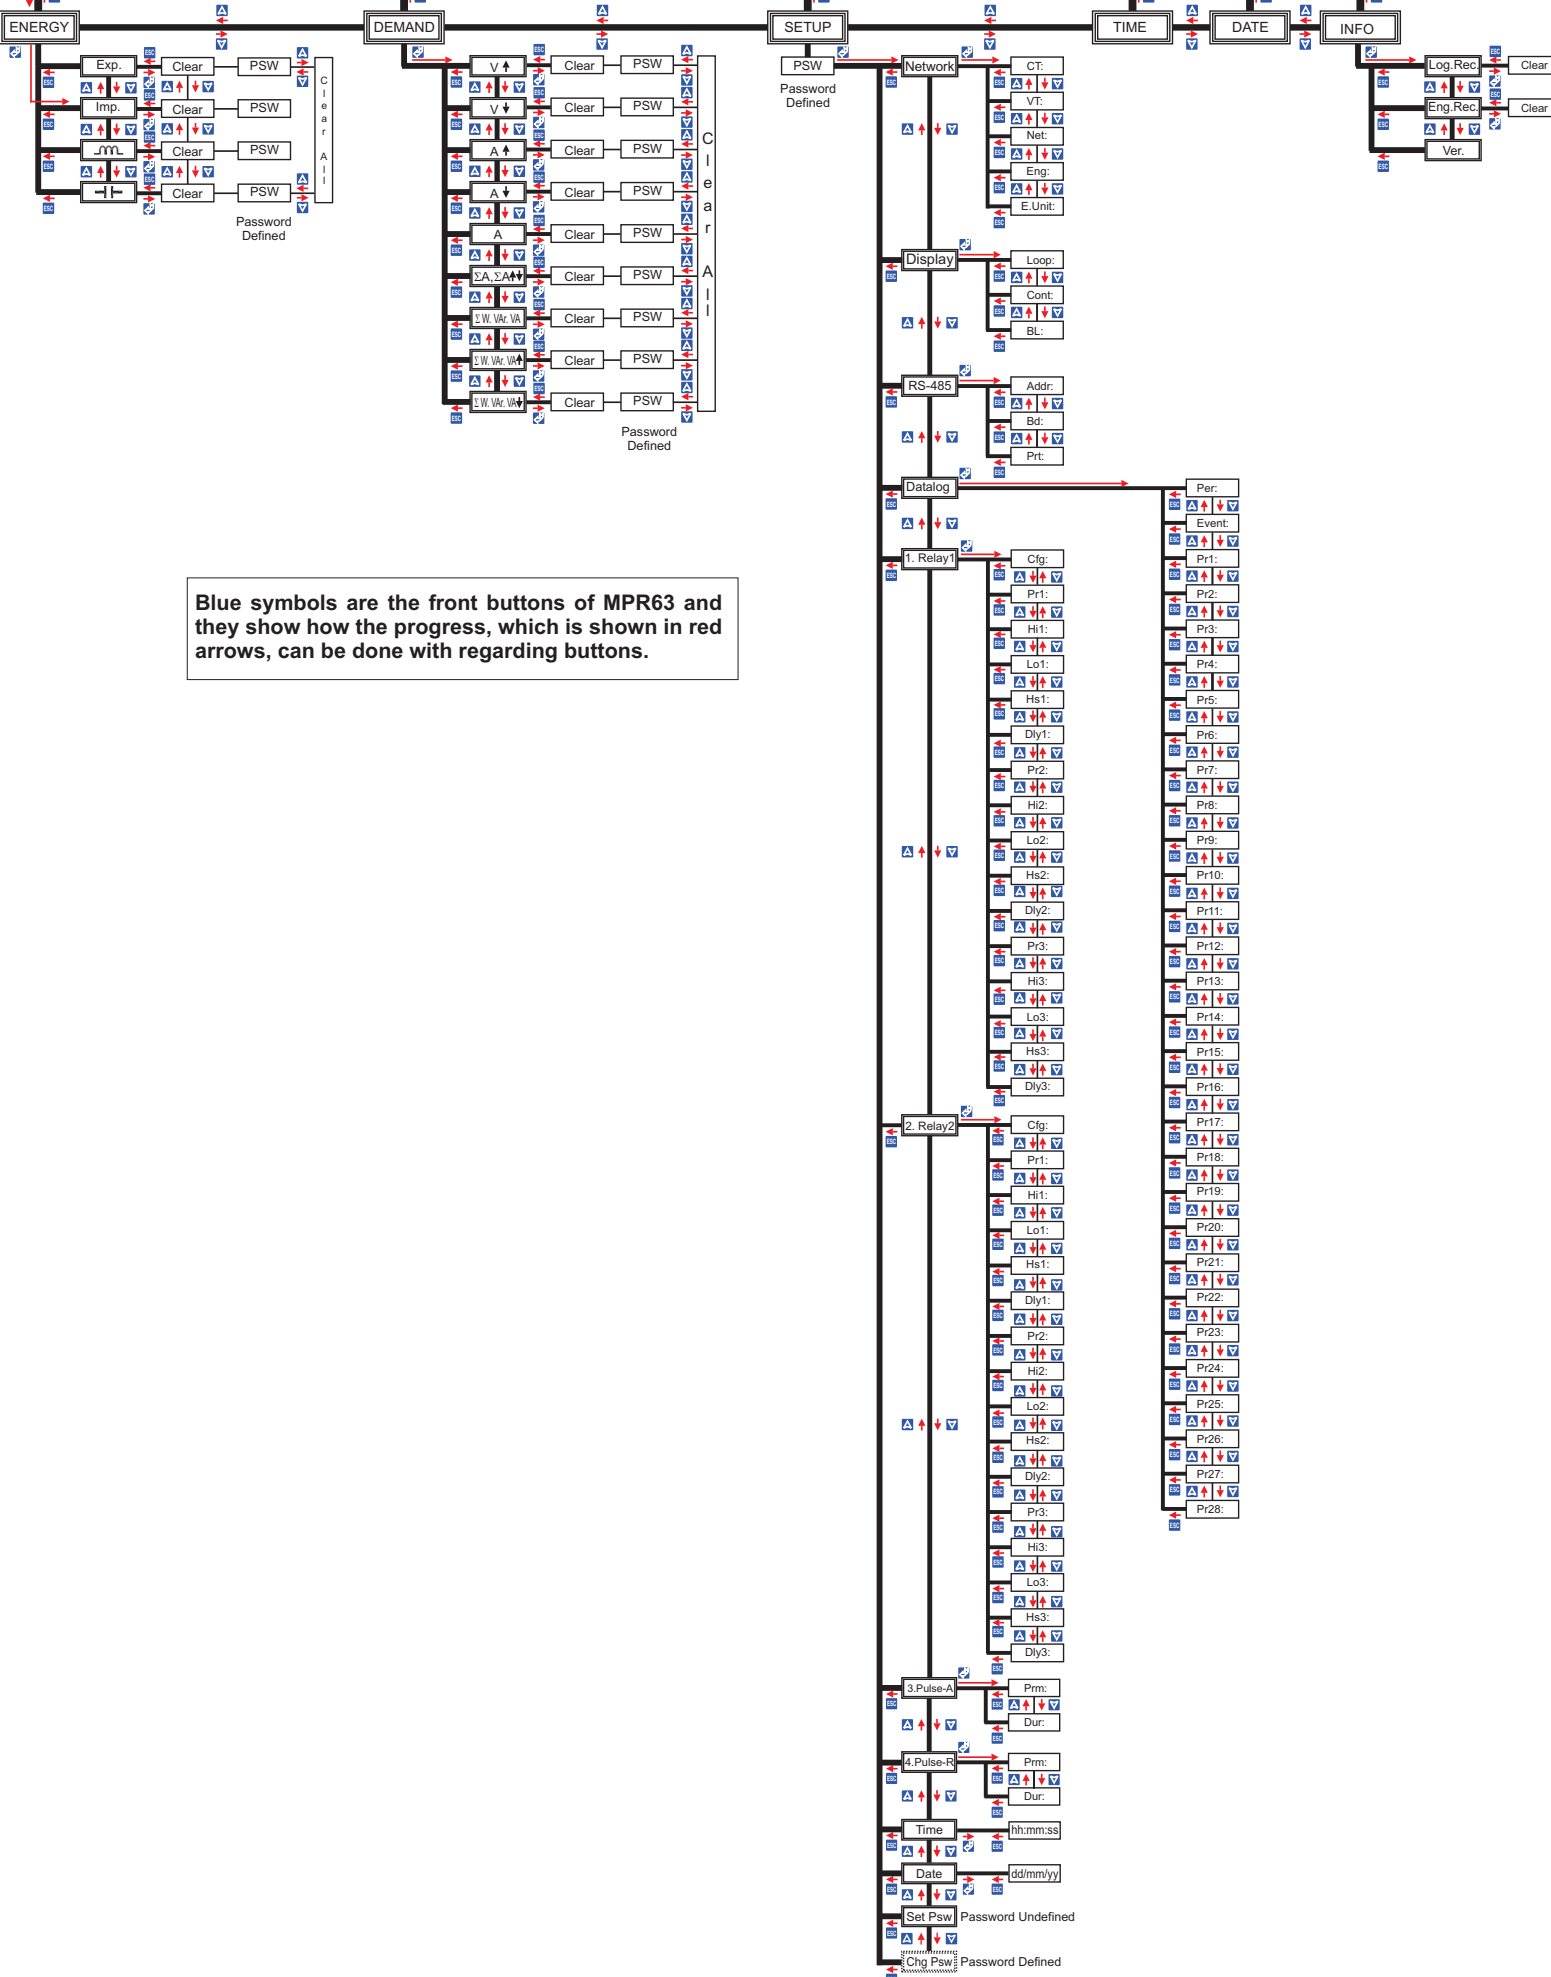 ENERGY
DEMAND
SETUP
TIME
DATE
INFO
Exp.
Clear
PSW
Imp.
Clear
PSW
Clear
PSW
Clear
PSW
Clear All
Password
Defined
V
Clear
PSW
V
Clear
PSW
A
Clear
PSW
A
Clear
PSW
A
Clear
PSW
ΣA, ΣA
Clear
PSW
Σ W. VAr. VA
Clear
PSW
Σ W. VAr. VA
Clear
PSW
Σ W. VAr. VA
Clear
PSW
Clear All
Password
Defined
PSW
Password
Defined
Network
CT:
VT:
Net:
Eng:
E.Unit:
Display
Loop:
Cont:
BL:
RS-485
Addr:
Bd:
Prt:
Datalog
Per:
Event:
Pr1:
Pr2:
Pr3:
Pr4:
Pr5:
Pr6:
Pr7:
Pr8:
Pr9:
Pr10:
Pr11:
Pr12:
Pr13:
Pr14:
Pr15:
Pr16:
Pr17:
Pr18:
Pr19:
Pr20:
Pr21:
Pr22:
Pr23:
Pr24:
Pr25:
Pr26:
Pr27:
Pr28:
1. Relay1
Cfg:
Pr1:
Hi1:
Lo1:
Hs1:
Dly1:
Pr2:
Hi2:
Lo2:
Hs2:
Dly2:
Pr3:
Hi3:
Lo3:
Hs3:
Dly3:
2. Relay2
Cfg:
Pr1:
Hi1:
Lo1:
Hs1:
Dly1:
Pr2:
Hi2:
Lo2:
Hs2:
Dly2:
Pr3:
Hi3:
Lo3:
Hs3:
Dly3:
3.Pulse-A
Prm:
Dur:
4.Pulse-R
Prm:
Dur:
Time
hh:mm:ss
Date
dd/mm/yy
Set Psw
Password Undefined
Chg Psw
Password Defined
Log.Rec.
Clear
Eng.Rec.
Clear
Ver.
ESC
Blue symbols are the front buttons of MPR63 and
they show how the progress, which is shown in red
arrows, can be done with regarding buttons.